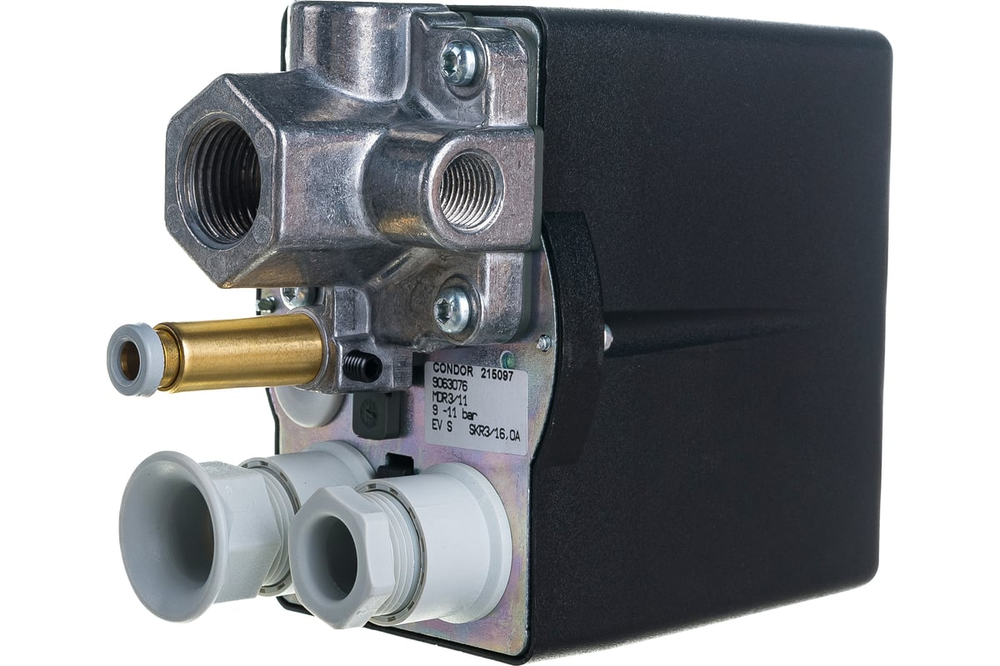 CONDOR 215097
9063076
MDR3/11
9 -11 bar
EV S SKR3/16,0A